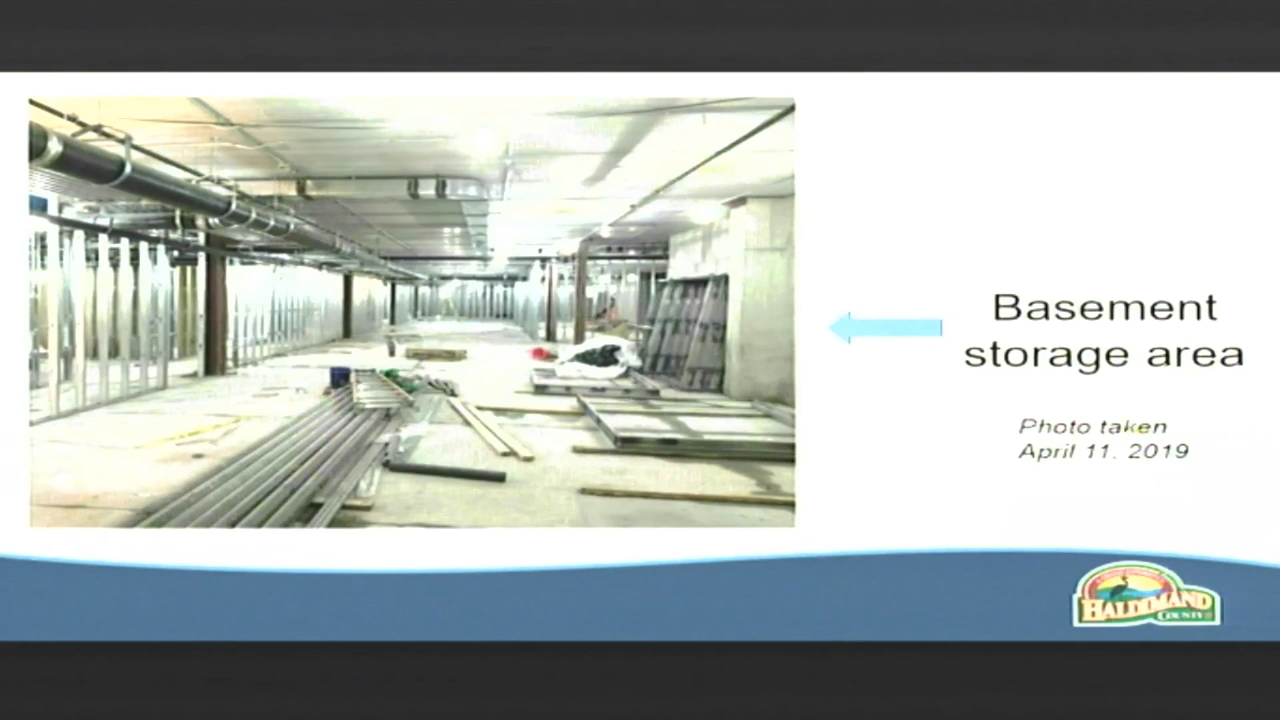 Basement
storage area
Photo taken
April 11, 2019
HALDIMAND
COUNTY